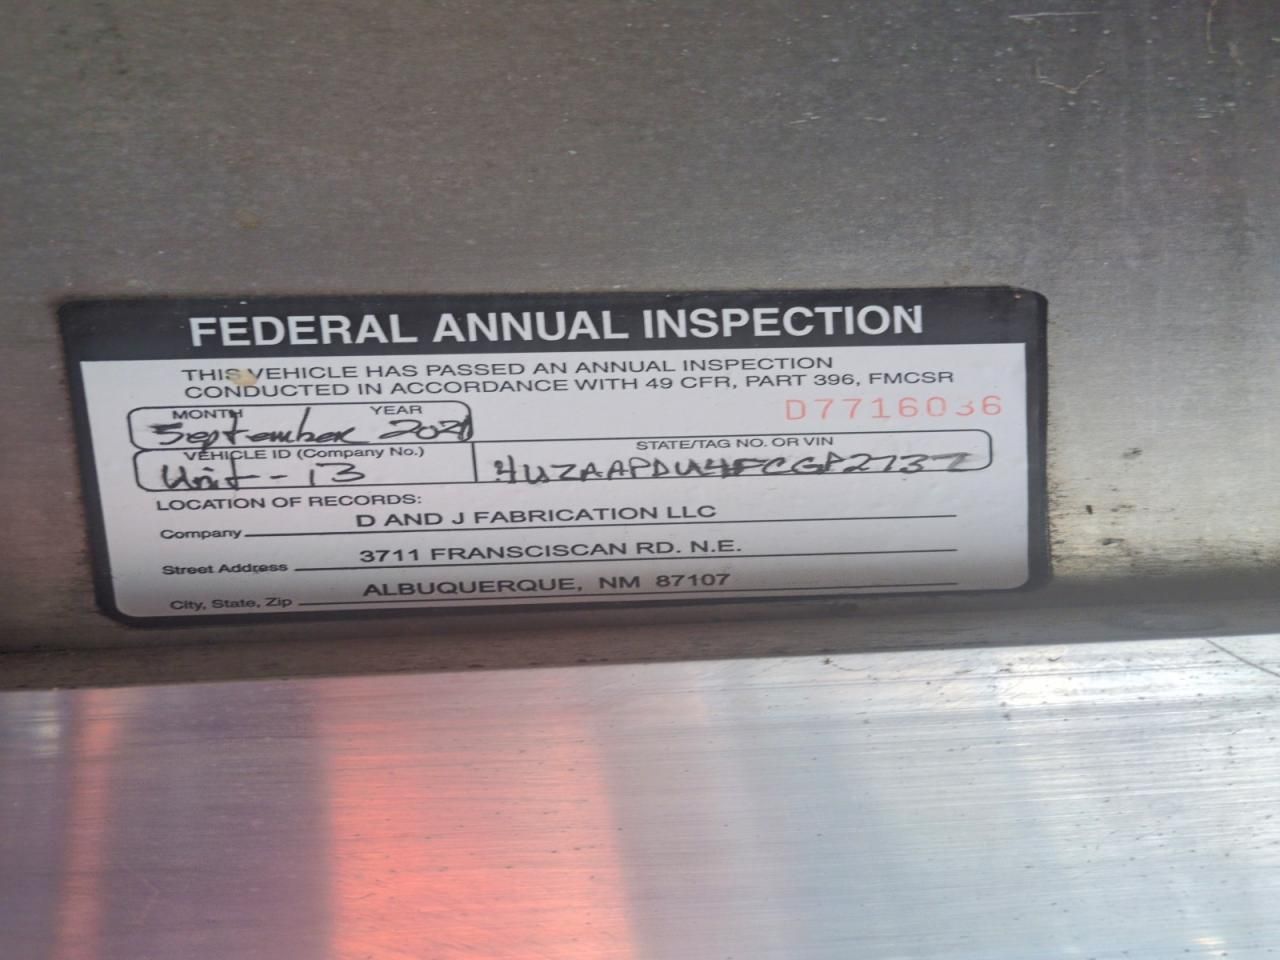 FEDERAL ANNUAL INSPECTION
THIS VEHICLE HAS PASSED AN ANNUAL INSPECTION
CONDUCTED IN ACCORDANCE WITH 49 CFR, PART 396, FMCSR
MONTH / YEAR
D7716036
September 2021
STATE/TAG NO. OR VIN
VEHICLE ID (Company No.)
Unit-13
LOCATION OF RECORDS:
Company D AND J FABRICATION LLC
Street Address 3711 FRANSCISCAN RD. N.E.
City, State, Zip ALBUQUERQUE, NM 87107